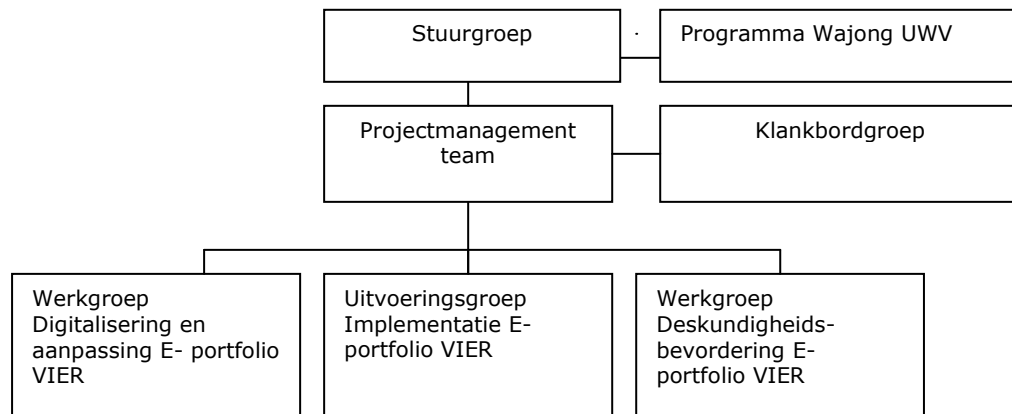 Stuurgroep
Programma Wajong UWV
Projectmanagement
team
Klankbordgroep
Werkgroep
Digitalisering en
aanpassing E- portfolio
VIER
Uitvoeringsgroep
Implementatie E-
portfolio VIER
Werkgroep
Deskundigheids-
bevordering E-
portfolio VIER